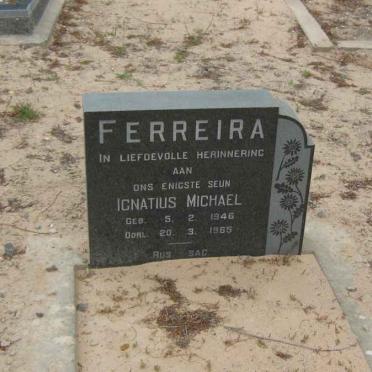 FERREIRA
IN LIEFDEVOLLE HERINNERING
AAN
ONS ENIGSTE SEUN
IGNATIUS MICHAEL
GEB. 5. 2. 1946
OORL. 20. 3. 1965
RUS SAG